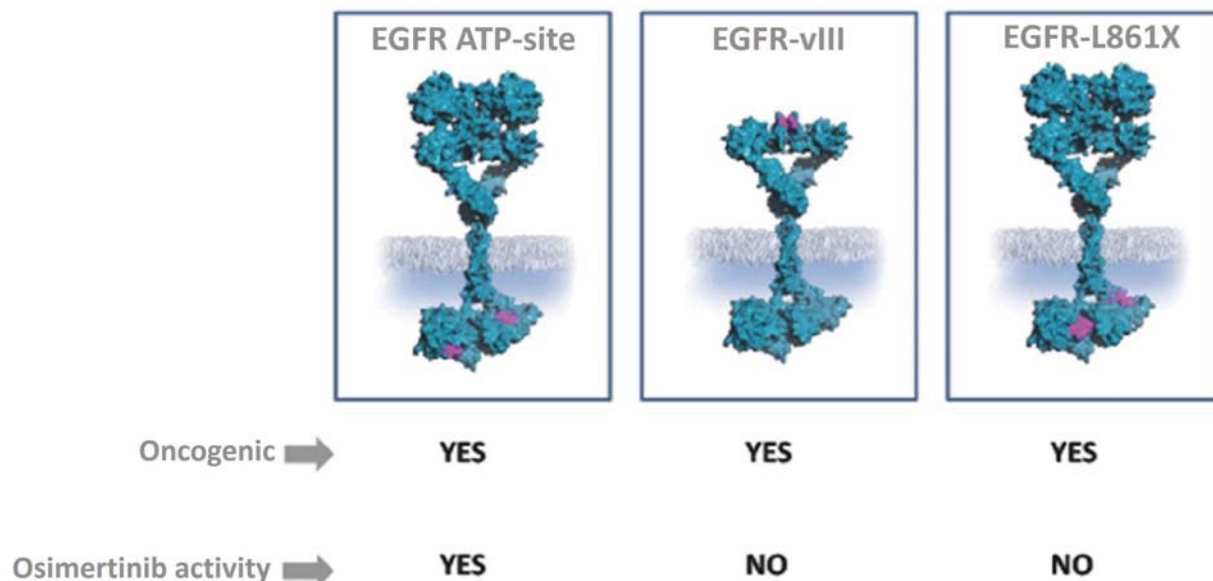 EGFR ATP-site EGFR-vIII EGFR-L861X
Oncogenic YES YES YES
Osimertinib activity YES NO NO